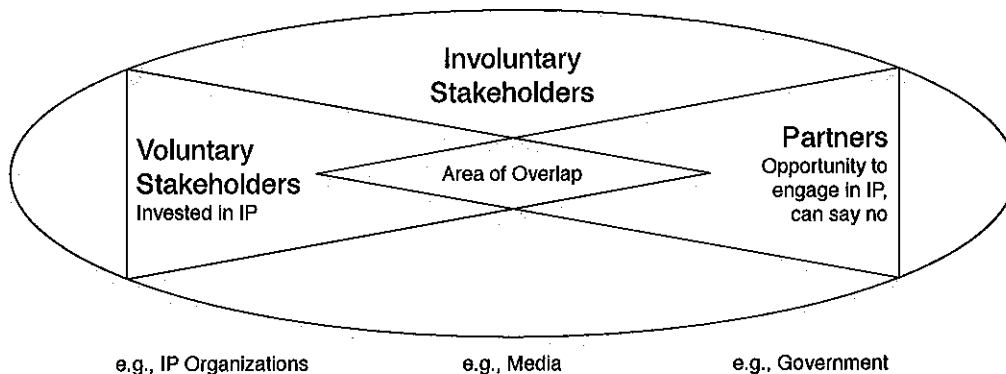 Involuntary
Stakeholders
Voluntary
Stakeholders
Invested in IP
Area of Overlap
Partners
Opportunity to
engage in IP,
can say no
e.g., IP Organizations
e.g., Media
e.g., Government